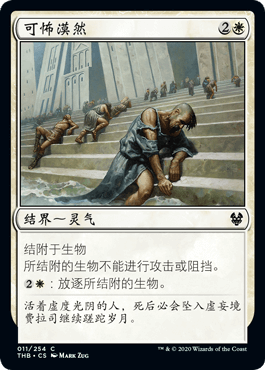 可怖漠然 2
结界～灵气
结附于生物
所结附的生物不能进行攻击或阻挡。
2：放逐所结附的生物。
活着虚度光阴的人，死后必会坠入虚妄境
费拉司继续蹉跎岁月。
011/254 C
THB • CS MARK ZUG
™ & © 2020 Wizards of the Coast